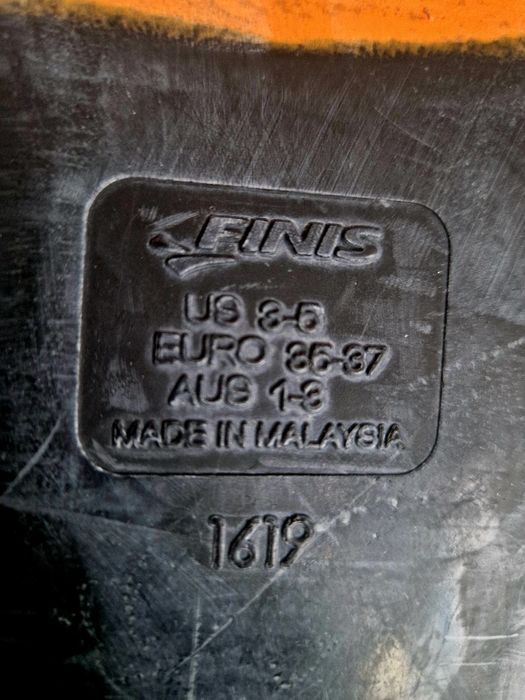 FINIS
US 3-5
EURO 35-37
AUS 1-3
MADE IN MALAYSIA
1619